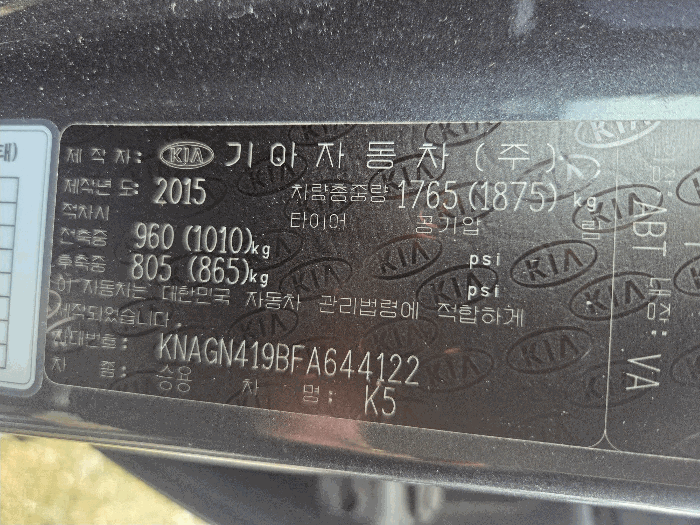 태)
제 작 자: KIA 기아자동차 (주)
제작년도: 2015 차량총중량 1765 (1875) kg
적차시 타이어 공기압
전축중 960 (1010)kg psi
후축중 805 (865)kg psi
이 자동차는 대한민국 자동차 관리법령에 적합하게
제작되었습니다.
차대번호: KNAGN419BFA644122
차 종: 승용 차 명: K5
ABT 내장: VA